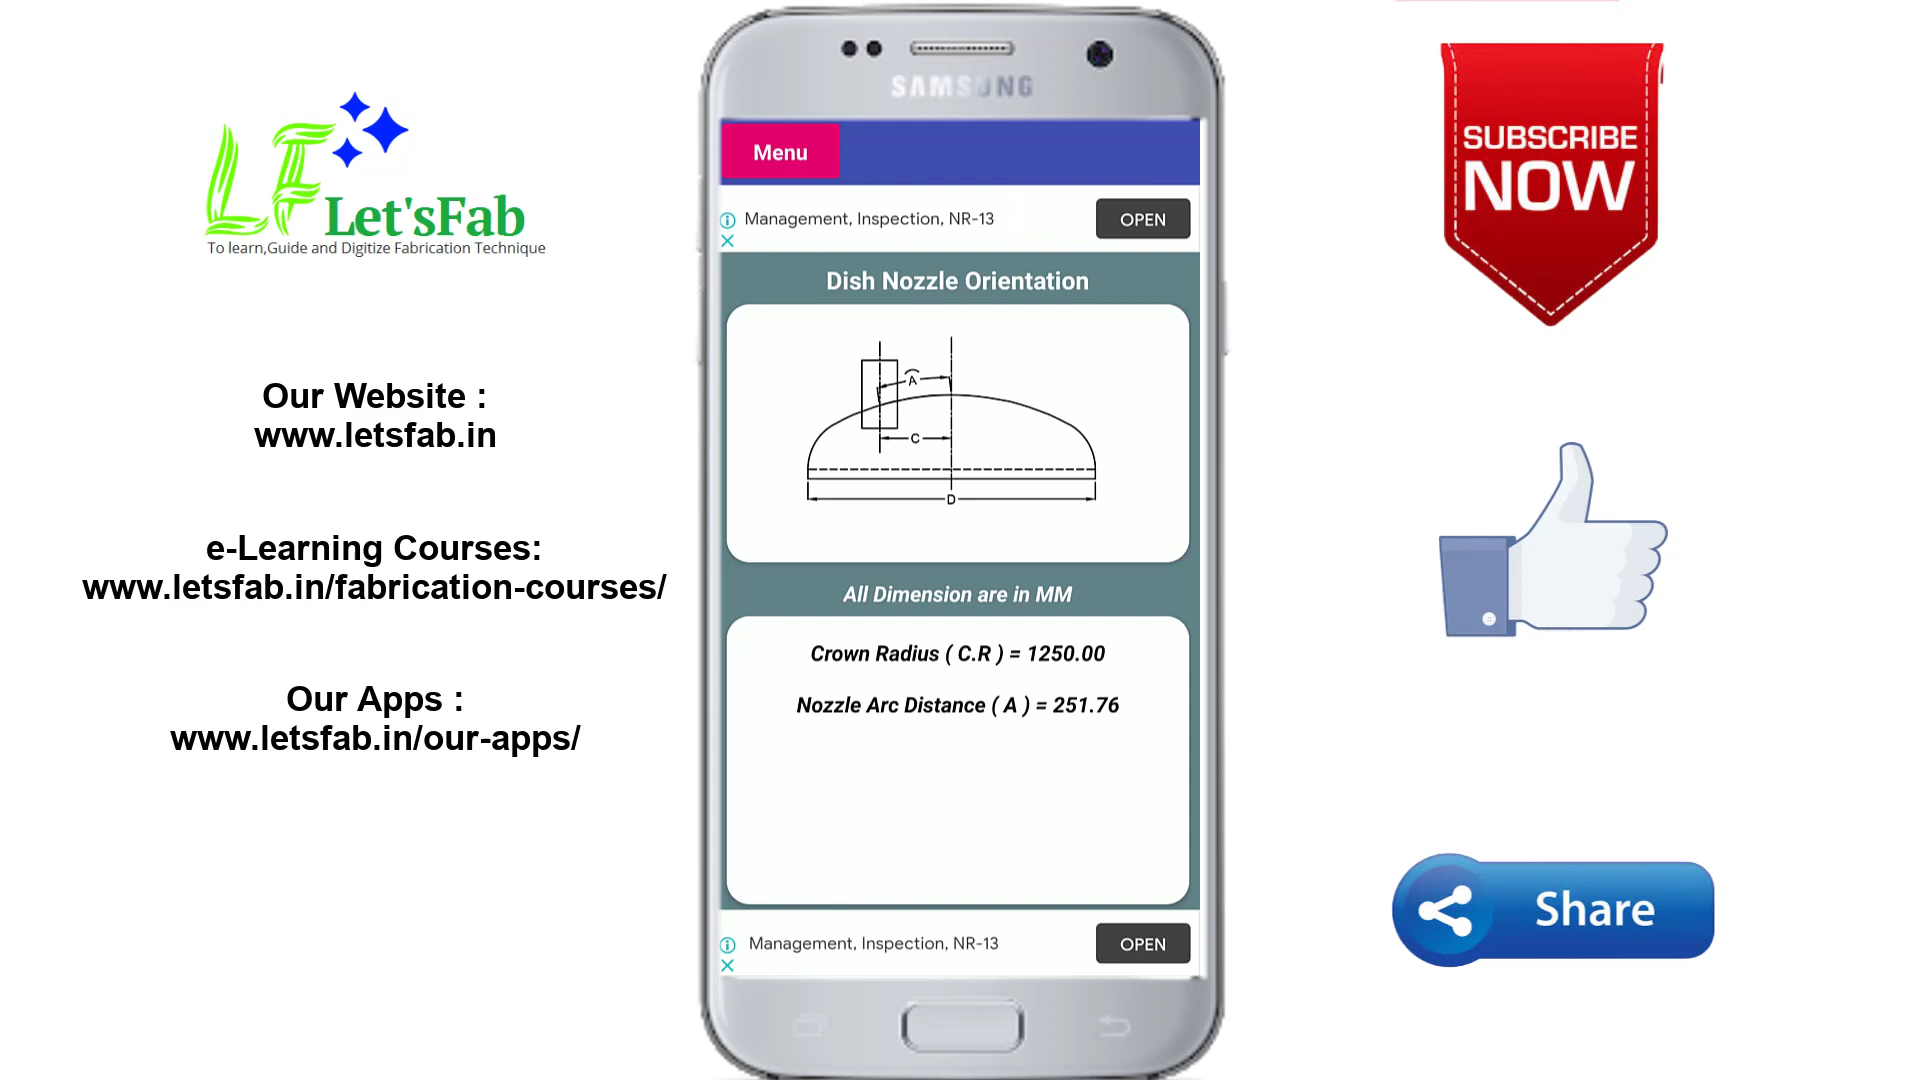 SAMSUNG
Menu
Management, Inspection, NR-13
OPEN
Dish Nozzle Orientation
A
C
D
All Dimension are in MM
Crown Radius ( C.R ) = 1250.00
Nozzle Arc Distance ( A ) = 251.76
Management, Inspection, NR-13
OPEN
LF
Let'sFab
To learn,Guide and Digitize Fabrication Technique
Our Website :
www.letsfab.in
e-Learning Courses:
www.letsfab.in/fabrication-courses/
Our Apps :
www.letsfab.in/our-apps/
SUBSCRIBE
NOW
Share